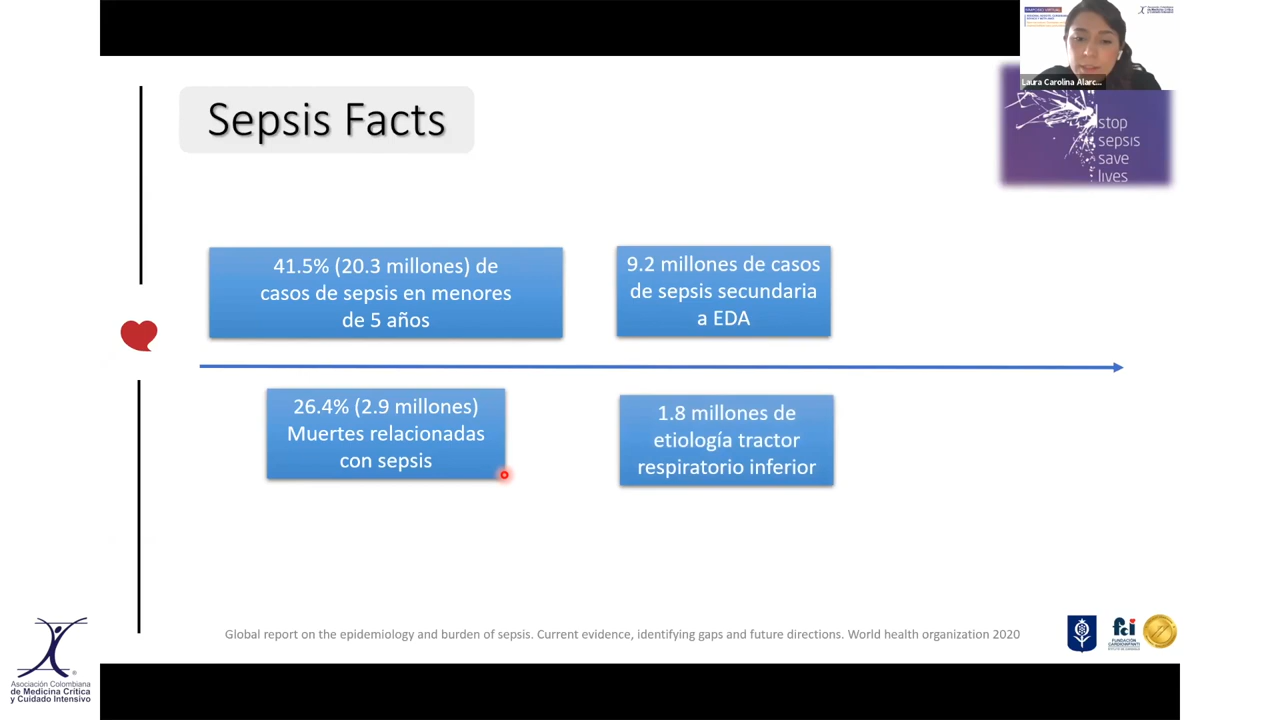 Sepsis Facts
SIMPOSIO VIRTUAL
Laura Carolina Alarc...
stop
sepsis
save
lives
41.5% (20.3 millones) de
casos de sepsis en menores
de 5 años
9.2 millones de casos
de sepsis secundaria
a EDA
26.4% (2.9 millones)
Muertes relacionadas
con sepsis
1.8 millones de
etiología tractor
respiratorio inferior
Global report on the epidemiology and burden of sepsis. Current evidence, identifying gaps and future directions. World health organization 2020
fci
FUNDACIÓN
CARDIOINFANTIL
Asociación Colombiana
de Medicina Crítica
y Cuidado Intensivo